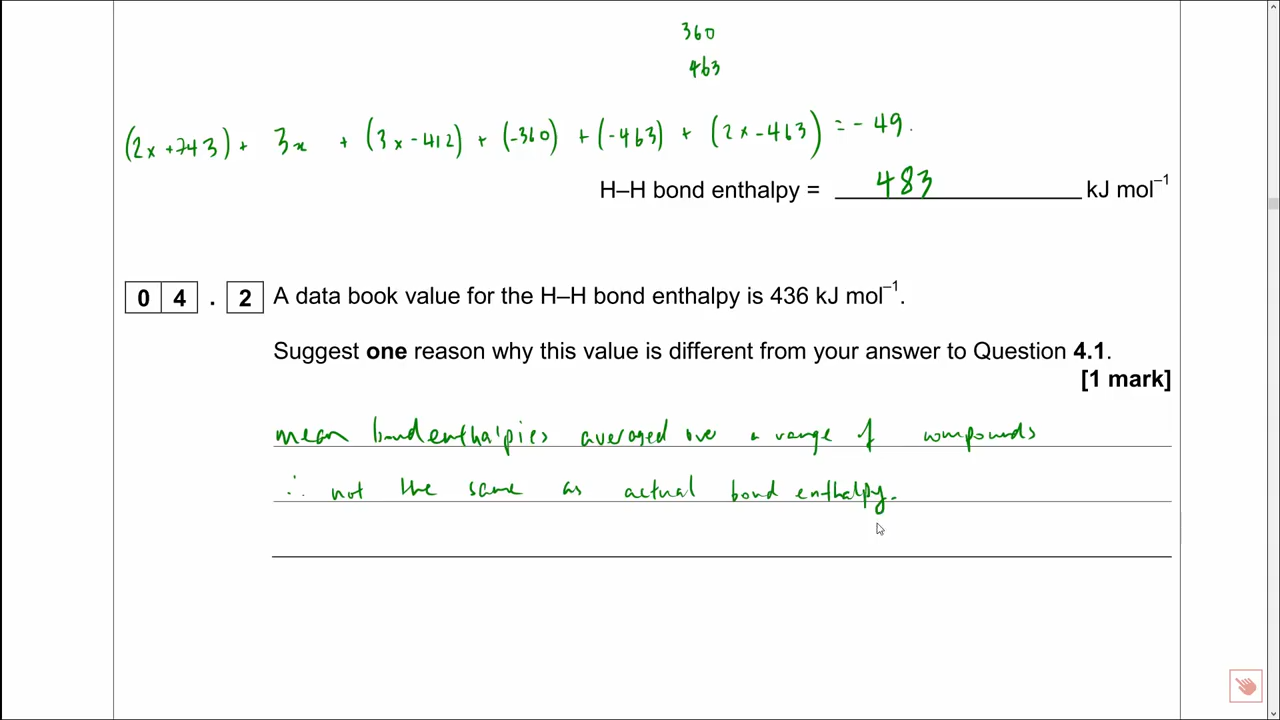 360
463
(2x +743) + 3x + (3x -412) + (-360) + (-463) + (2x -463) = -49.
H–H bond enthalpy = 483 kJ mol⁻¹
0 4 . 2 A data book value for the H–H bond enthalpy is 436 kJ mol⁻¹.
Suggest one reason why this value is different from your answer to Question 4.1.
[1 mark]
mean bond enthalpies averaged over a range of compounds
∴ not the same as actual bond enthalpy.